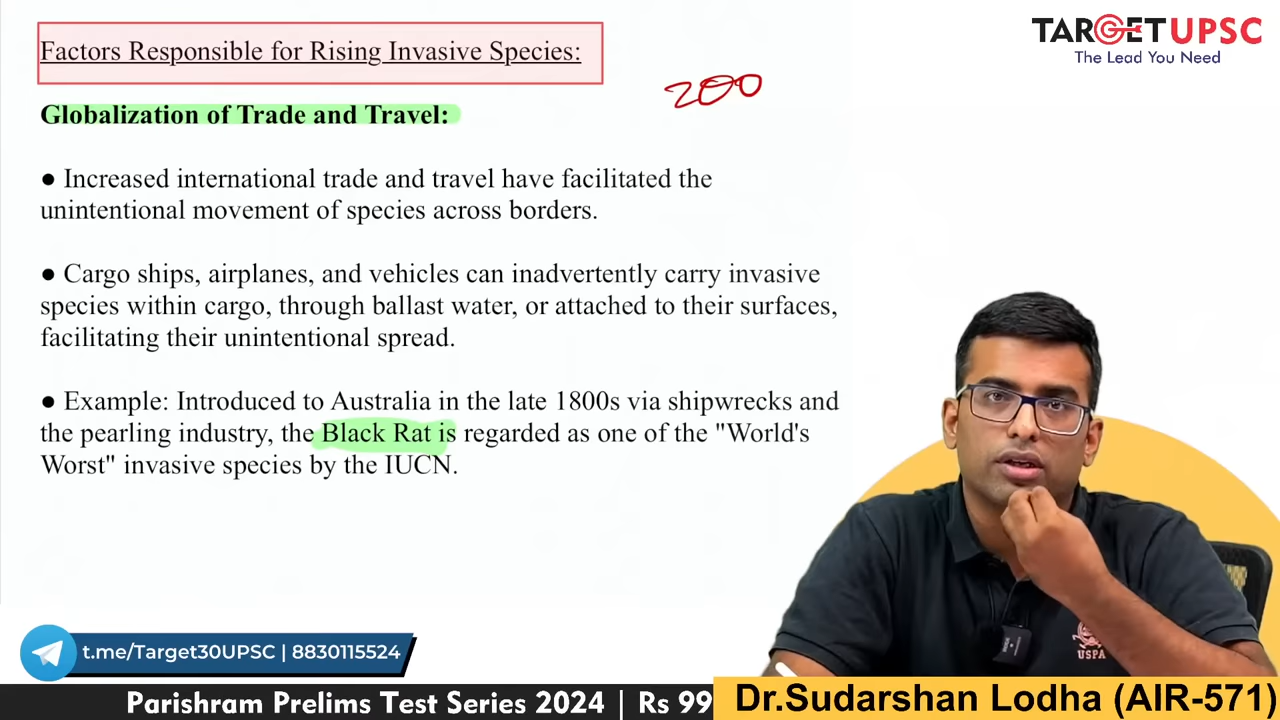 Factors Responsible for Rising Invasive Species:
TARGET UPSC
The Lead You Need
200
Globalization of Trade and Travel:
● Increased international trade and travel have facilitated the
unintentional movement of species across borders.
● Cargo ships, airplanes, and vehicles can inadvertently carry invasive
species within cargo, through ballast water, or attached to their surfaces,
facilitating their unintentional spread.
● Example: Introduced to Australia in the late 1800s via shipwrecks and
the pearling industry, the Black Rat is regarded as one of the "World's
Worst" invasive species by the IUCN.
USPA
t.me/Target30UPSC | 8830115524
Parishram Prelims Test Series 2024 | Rs 99
Dr.Sudarshan Lodha (AIR-571)